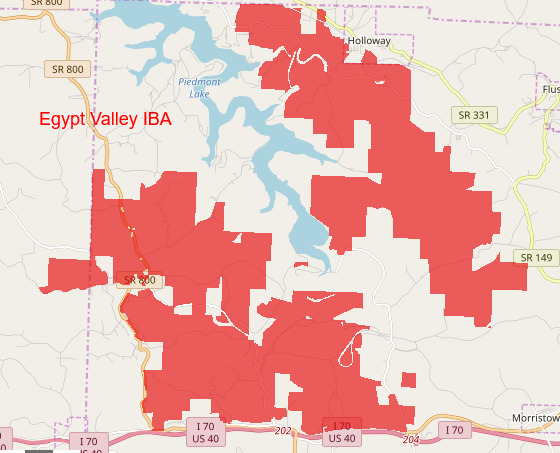 SR 800
SR 800
Holloway
Piedmont
Lake
Egypt Valley IBA
SR 331
Flus
SR 149
SR 800
I 70
US 40
I 70
202
I 70
US 40
204
I 70
Morristow